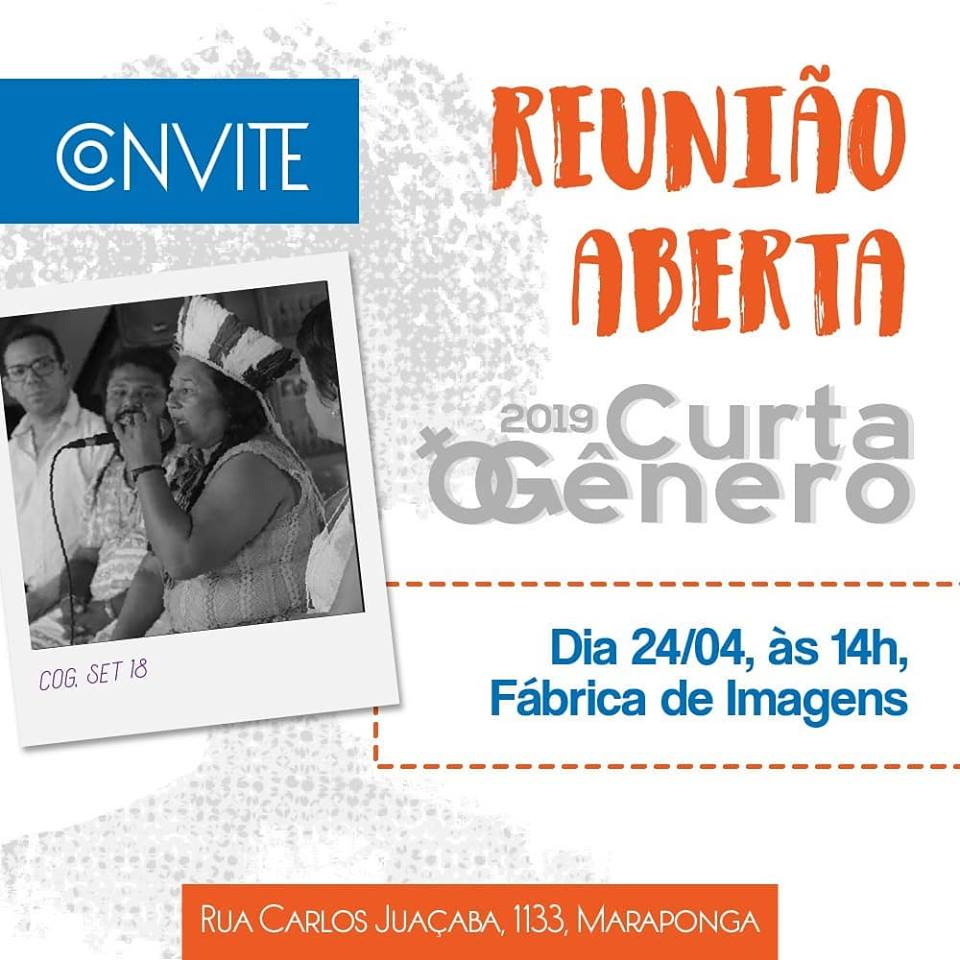 CONVITE
REUNIÃO
ABERTA
2019 Curta
OGênero
COG, SET 18
Dia 24/04, às 14h,
Fábrica de Imagens
RUA CARLOS JUAÇABA, 1133, MARAPONGA